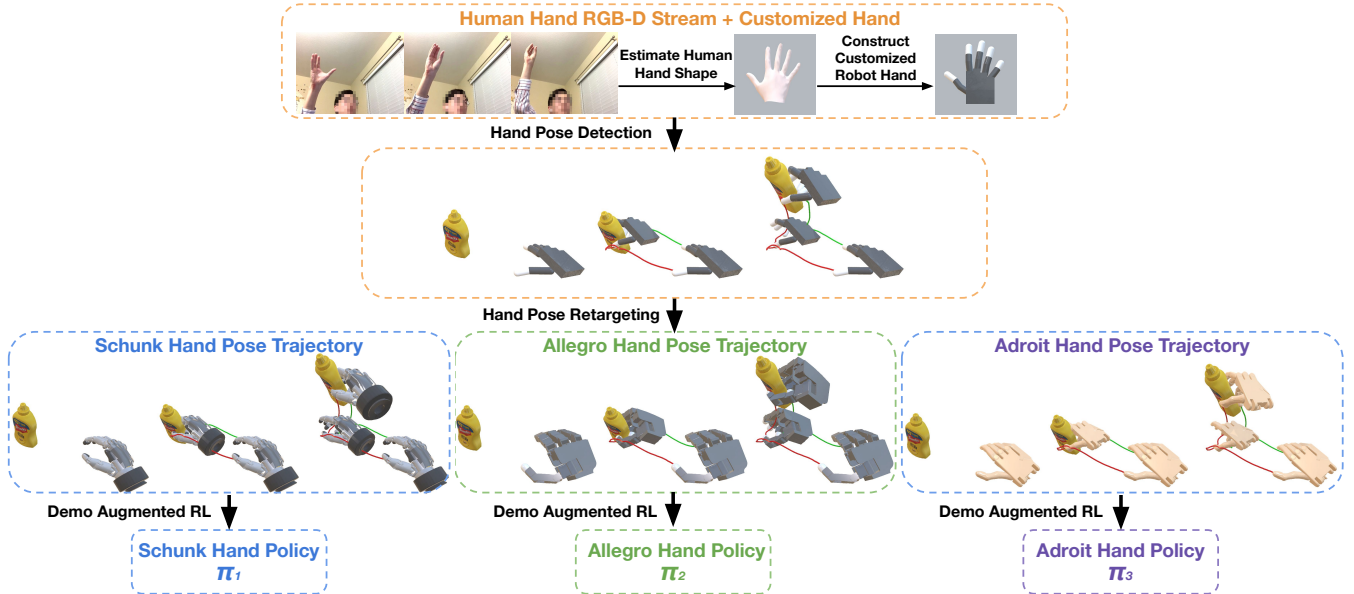 Human Hand RGB-D Stream + Customized Hand
Estimate Human
Hand Shape
Construct
Customized
Robot Hand
Hand Pose Detection
Hand Pose Retargeting
Schunk Hand Pose Trajectory
Allegro Hand Pose Trajectory
Adroit Hand Pose Trajectory
Demo Augmented RL
Demo Augmented RL
Demo Augmented RL
Schunk Hand Policy
π1
Allegro Hand Policy
π2
Adroit Hand Policy
π3